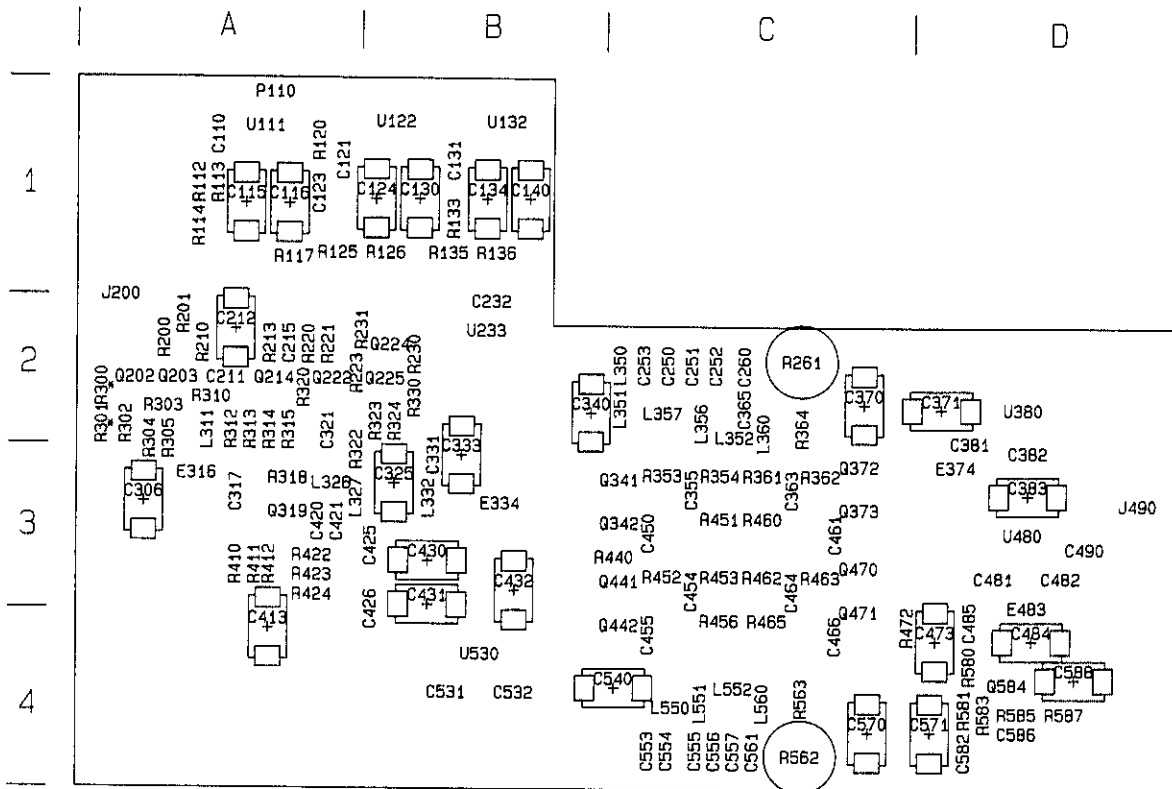 A B C D
P110
C110 U111 R120 U122 U132
1
C121 C131
R114 R112 R113 C115 C116 C123 C124 C130 R133 C134 C140
R117 R125 R126 R135 R136
J200 C232
R201 C212 U233
2
R200 R210 R213 C215 R220 R221 R231 Q224 R230
L350 C253 C250 C251 C252 C260 R261
R300 Q202 Q203 C211 Q214 R320 Q222 R223 Q225 R330
R310
R301 R302 R303 C340 L351 L357 L356 C365 R364 C370 C371 U380
R304 R305 L311 R312 R313 R314 R315 C321 R323 R324
L352 L360 C381
R322 C331 C333 C382
C306 E316 C317 R318 L326 L327 C325 L332 E334
Q341 R353 C355 R354 R361 C363 R362 Q372 E374 C383
3
Q319 C420 C421 Q342 C450 R451 R460 C461 Q373 J490
U480
C425 C430 R440 C490
R410 R411 R412 R422
R423
R424
C432 Q441 R452 C454 R453 R462 C464 R463 Q470 C481 C482
C413 C426 C431 Q442 C455 R456 R465 C466 Q471 R472 C473 C485 E483 C484
U530
R580 C588
C531 C532 C540 L550 L551 L552 L560 R563 Q584
4
C570 C571 R581 R583 R585 R587
C586
C553 C554 C555 C556 C557 C561 R562 C582